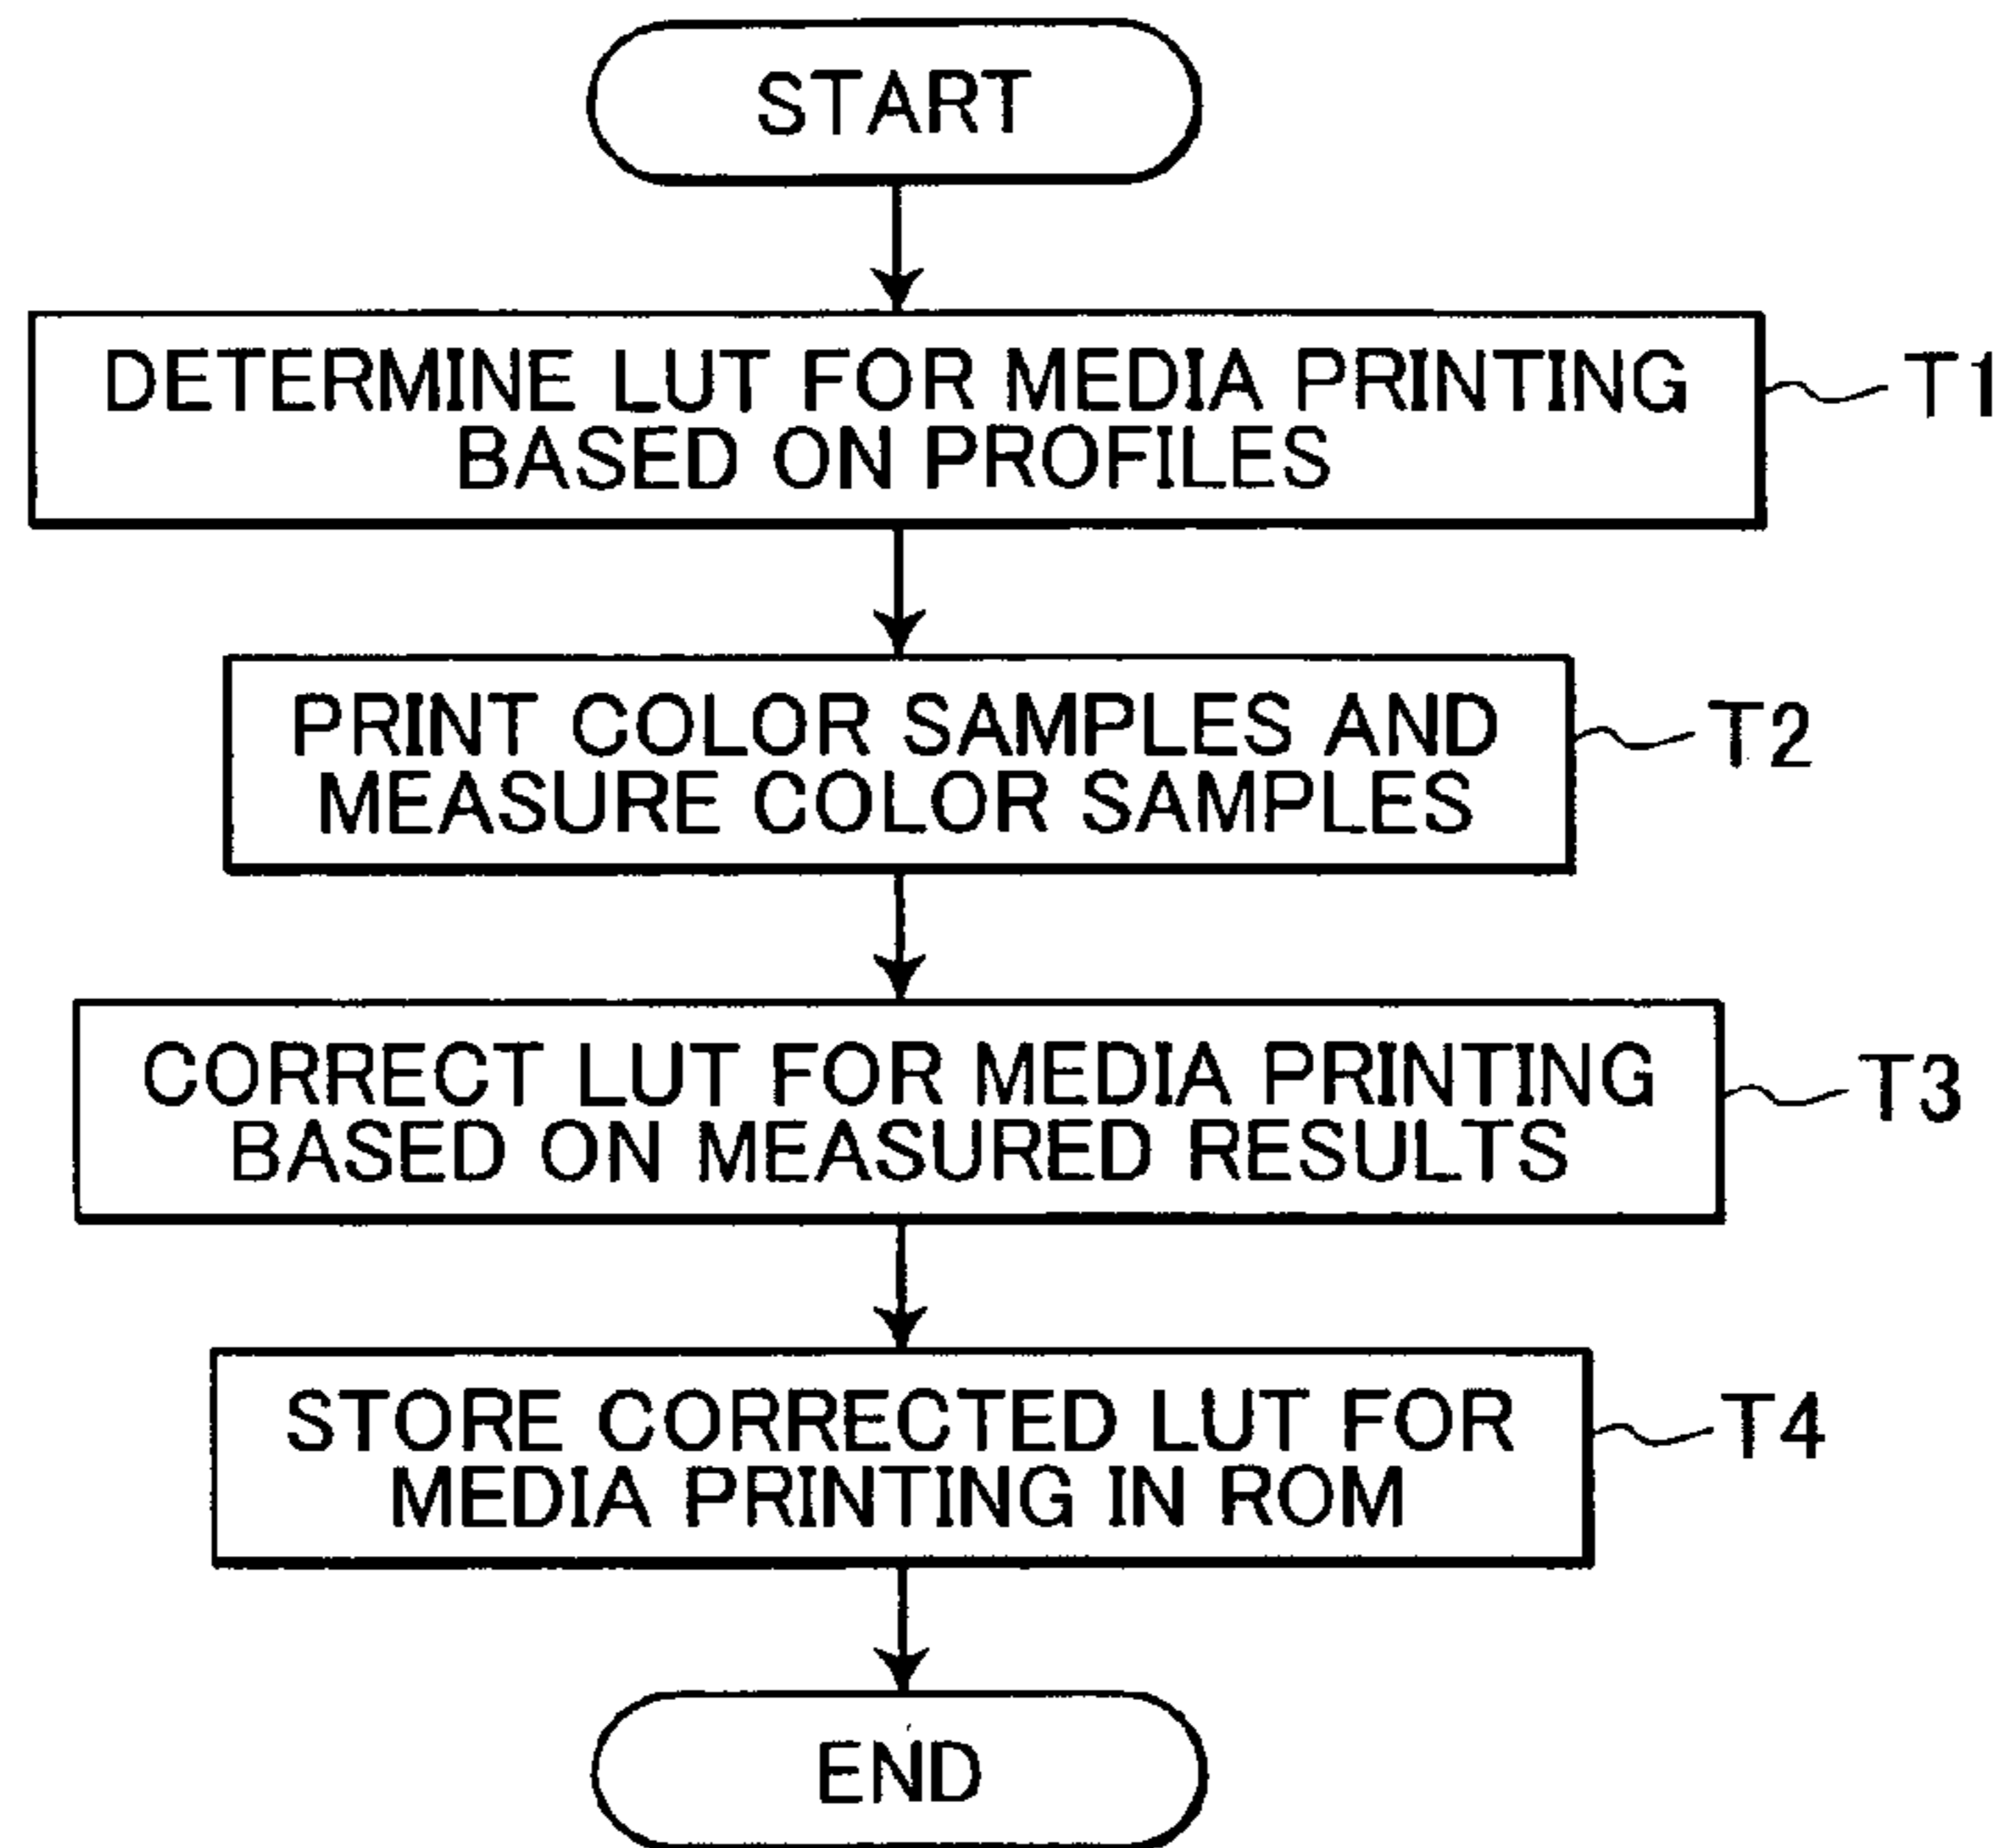 START
DETERMINE LUT FOR MEDIA PRINTING
BASED ON PROFILES
T1
PRINT COLOR SAMPLES AND
MEASURE COLOR SAMPLES
T2
CORRECT LUT FOR MEDIA PRINTING
BASED ON MEASURED RESULTS
T3
STORE CORRECTED LUT FOR
MEDIA PRINTING IN ROM
T4
END